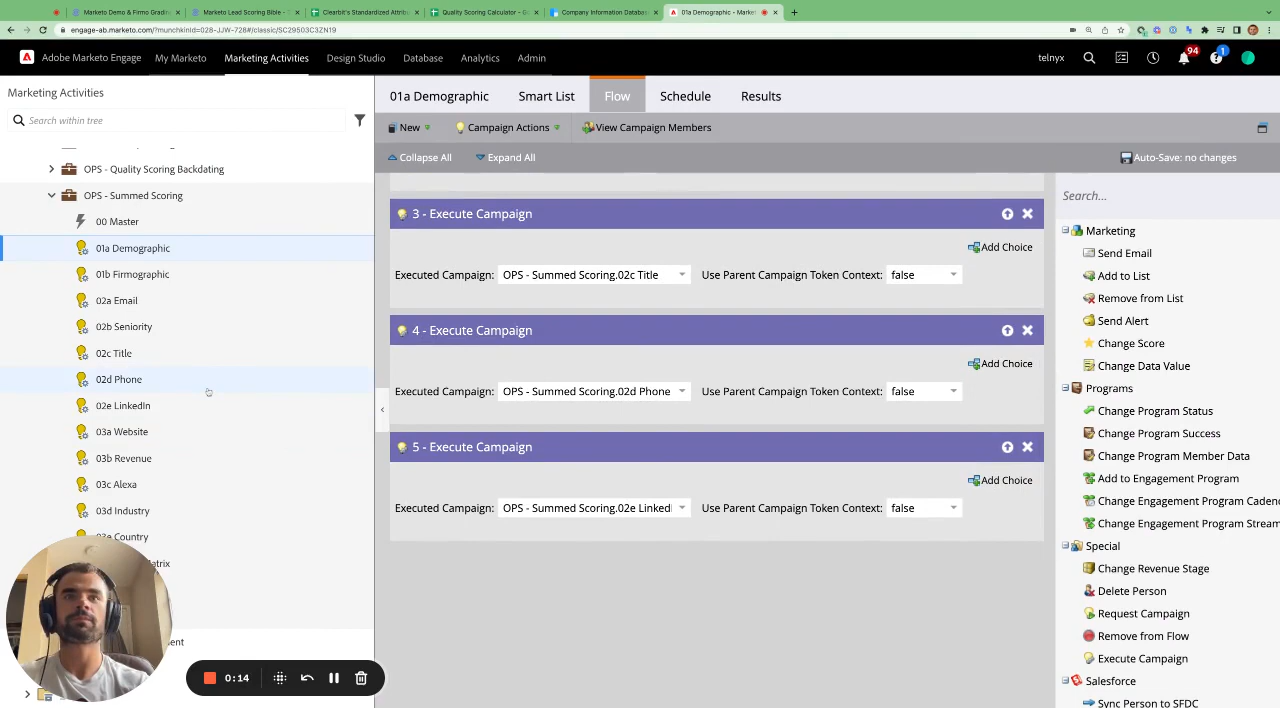 Marketo Demo & Firmo Gradin
Marketo Lead Scoring Bible -
Clearbit's Standardized Attribu
Quality Scoring Calculator - Go
Company Information Databas
01a Demographic - Market
engage-ab.marketo.com/?munchkinId=028-JJW-728#/classic/SC29503C3ZN19
Adobe Marketo Engage
My Marketo
Marketing Activities
Design Studio
Database
Analytics
Admin
telnyx
94
1
Marketing Activities
Search within tree
OPS - Quality Scoring Backdating
OPS - Summed Scoring
00 Master
01a Demographic
01b Firmographic
02a Email
02b Seniority
02c Title
02d Phone
02e LinkedIn
03a Website
03b Revenue
03c Alexa
03d Industry
03e Country
0:14
01a Demographic
Smart List
Flow
Schedule
Results
New
Campaign Actions
View Campaign Members
Collapse All
Expand All
Auto-Save: no changes
3 - Execute Campaign
Add Choice
Executed Campaign: OPS - Summed Scoring.02c Title Use Parent Campaign Token Context: false
4 - Execute Campaign
Add Choice
Executed Campaign: OPS - Summed Scoring.02d Phone Use Parent Campaign Token Context: false
5 - Execute Campaign
Add Choice
Executed Campaign: OPS - Summed Scoring.02e Linked Use Parent Campaign Token Context: false
Search...
Marketing
Send Email
Add to List
Remove from List
Send Alert
Change Score
Change Data Value
Programs
Change Program Status
Change Program Success
Change Program Member Data
Add to Engagement Program
Change Engagement Program Cadenc
Change Engagement Program Stream
Special
Change Revenue Stage
Delete Person
Request Campaign
Remove from Flow
Execute Campaign
Salesforce
Sync Person to SFDC